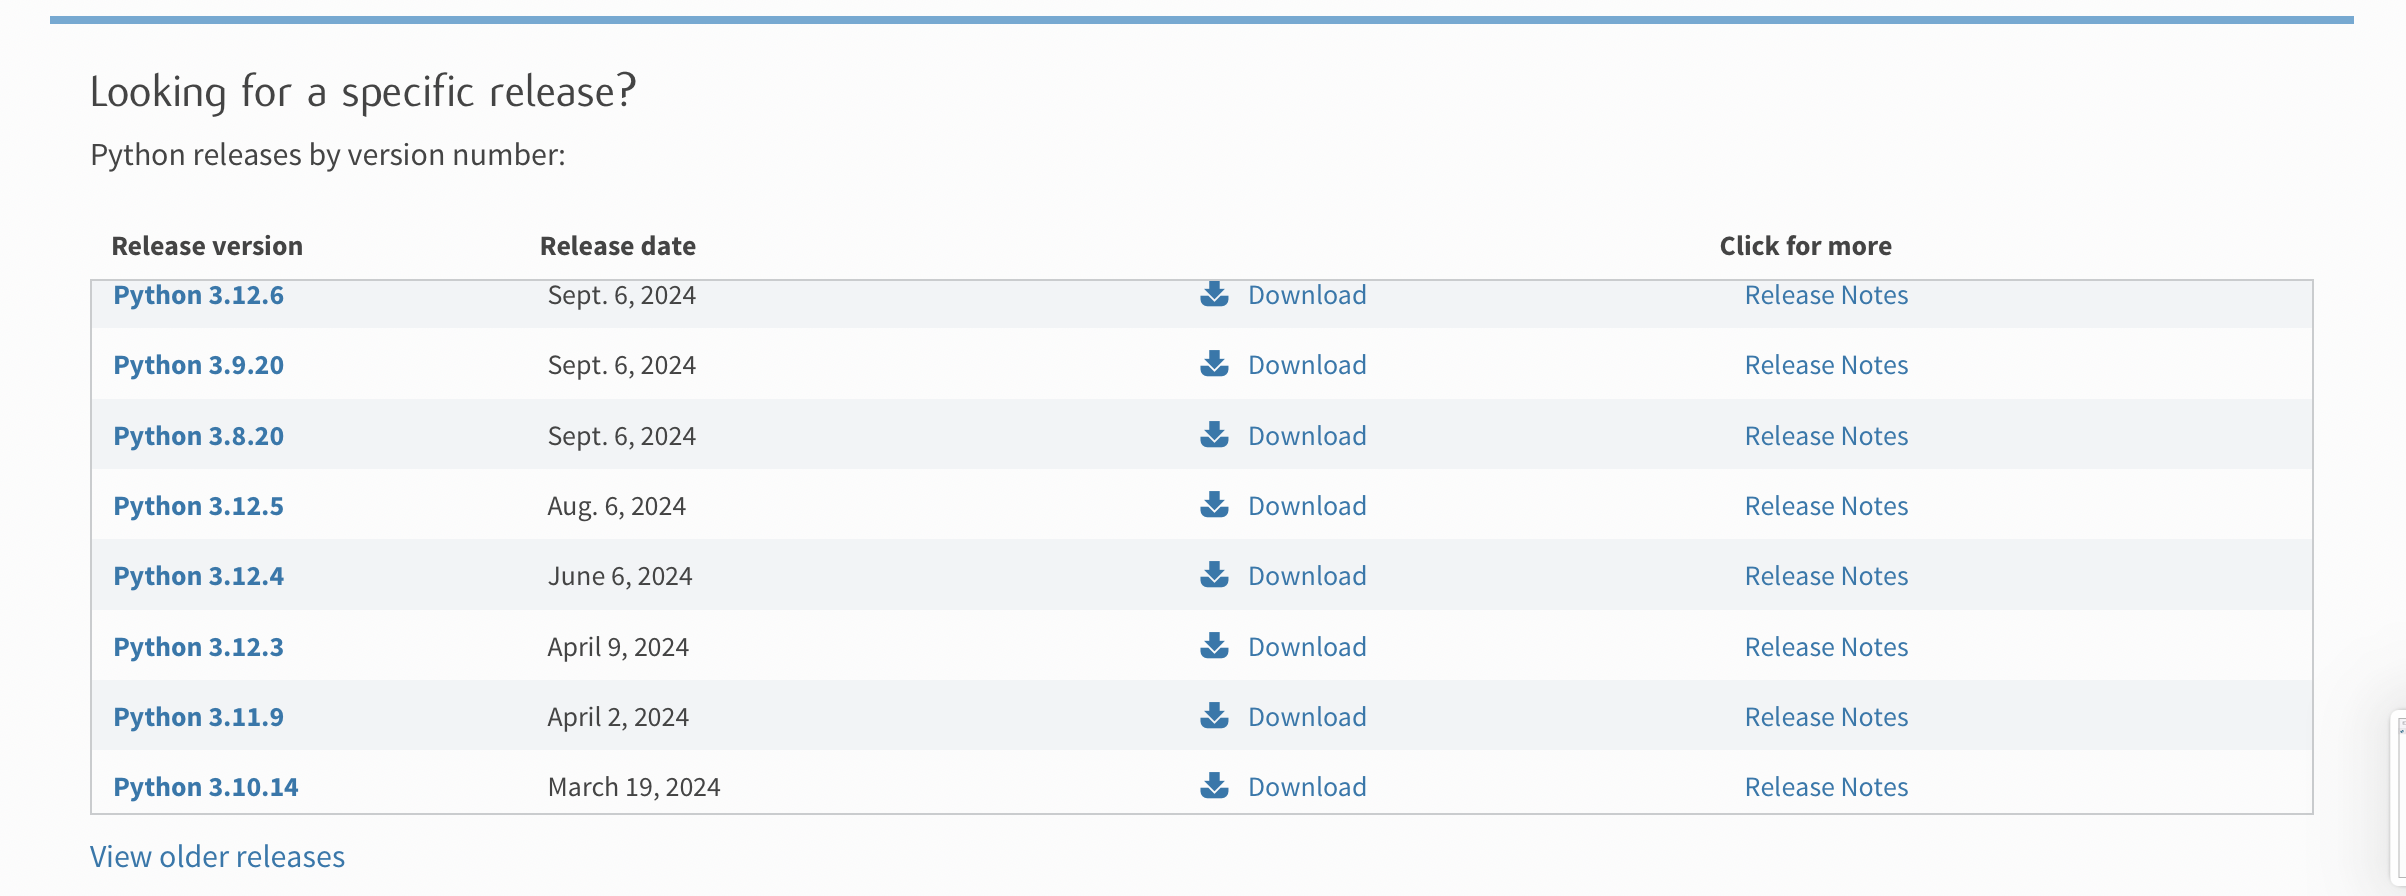 Looking for a specific release?
Python releases by version number:
Release version Release date Click for more
Python 3.12.6 Sept. 6, 2024 Download Release Notes
Python 3.9.20 Sept. 6, 2024 Download Release Notes
Python 3.8.20 Sept. 6, 2024 Download Release Notes
Python 3.12.5 Aug. 6, 2024 Download Release Notes
Python 3.12.4 June 6, 2024 Download Release Notes
Python 3.12.3 April 9, 2024 Download Release Notes
Python 3.11.9 April 2, 2024 Download Release Notes
Python 3.10.14 March 19, 2024 Download Release Notes
View older releases